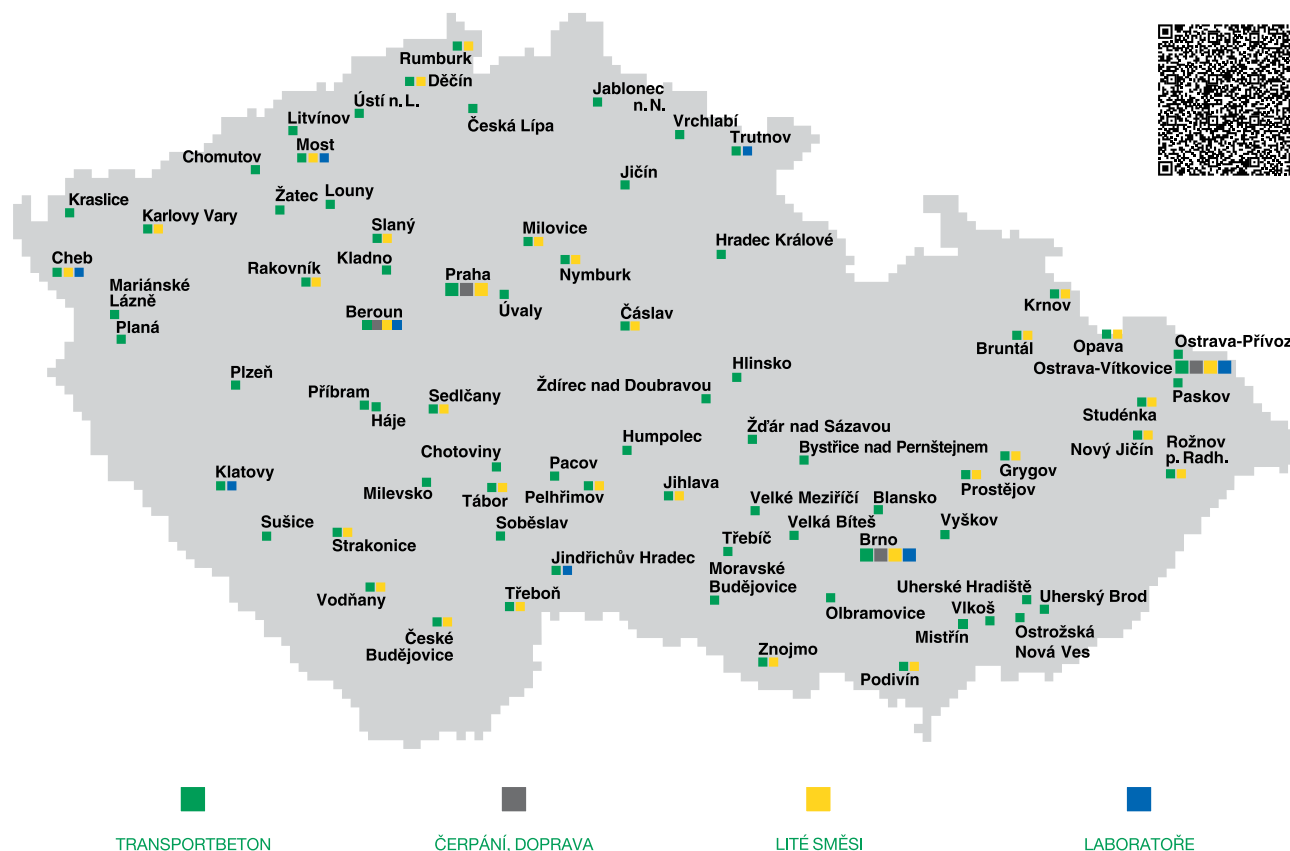 Rumburk
Děčín
Ústí n. L.
Jablonec
n. N.
Česká Lípa
Litvínov
Vrchlabí
Trutnov
Most
Chomutov
Jičín
Žatec
Louny
Kraslice
Karlovy Vary
Slaný
Milovice
Hradec Králové
Cheb
Kladno
Rakovník
Praha
Nymburk
Mariánské
Lázně
Úvaly
Krnov
Beroun
Čáslav
Planá
Bruntál
Opava
Ostrava-Přívoz
Ostrava-Vítkovice
Hlinsko
Plzeň
Ždírec nad Doubravou
Příbram
Sedlčany
Paskov
Háje
Studénka
Žďár nad Sázavou
Nový Jičín
Rožnov
p. Radh.
Humpolec
Bystřice nad Pernštejnem
Chotoviny
Pacov
Grygov
Klatovy
Milevsko
Tábor
Pelhřimov
Jihlava
Prostějov
Velké Meziříčí
Blansko
Sušice
Soběslav
Velká Bíteš
Vyškov
Strakonice
Třebíč
Brno
Jindřichův Hradec
Moravské
Budějovice
Uherské Hradiště
Vodňany
Třeboň
Uherský Brod
Olbramovice
Vlkoš
Mistřín
Ostrožská
Nová Ves
České
Budějovice
Znojmo
Podivín
TRANSPORTBETON
ČERPÁNÍ, DOPRAVA
LITÉ SMĚSI
LABORATOŘE